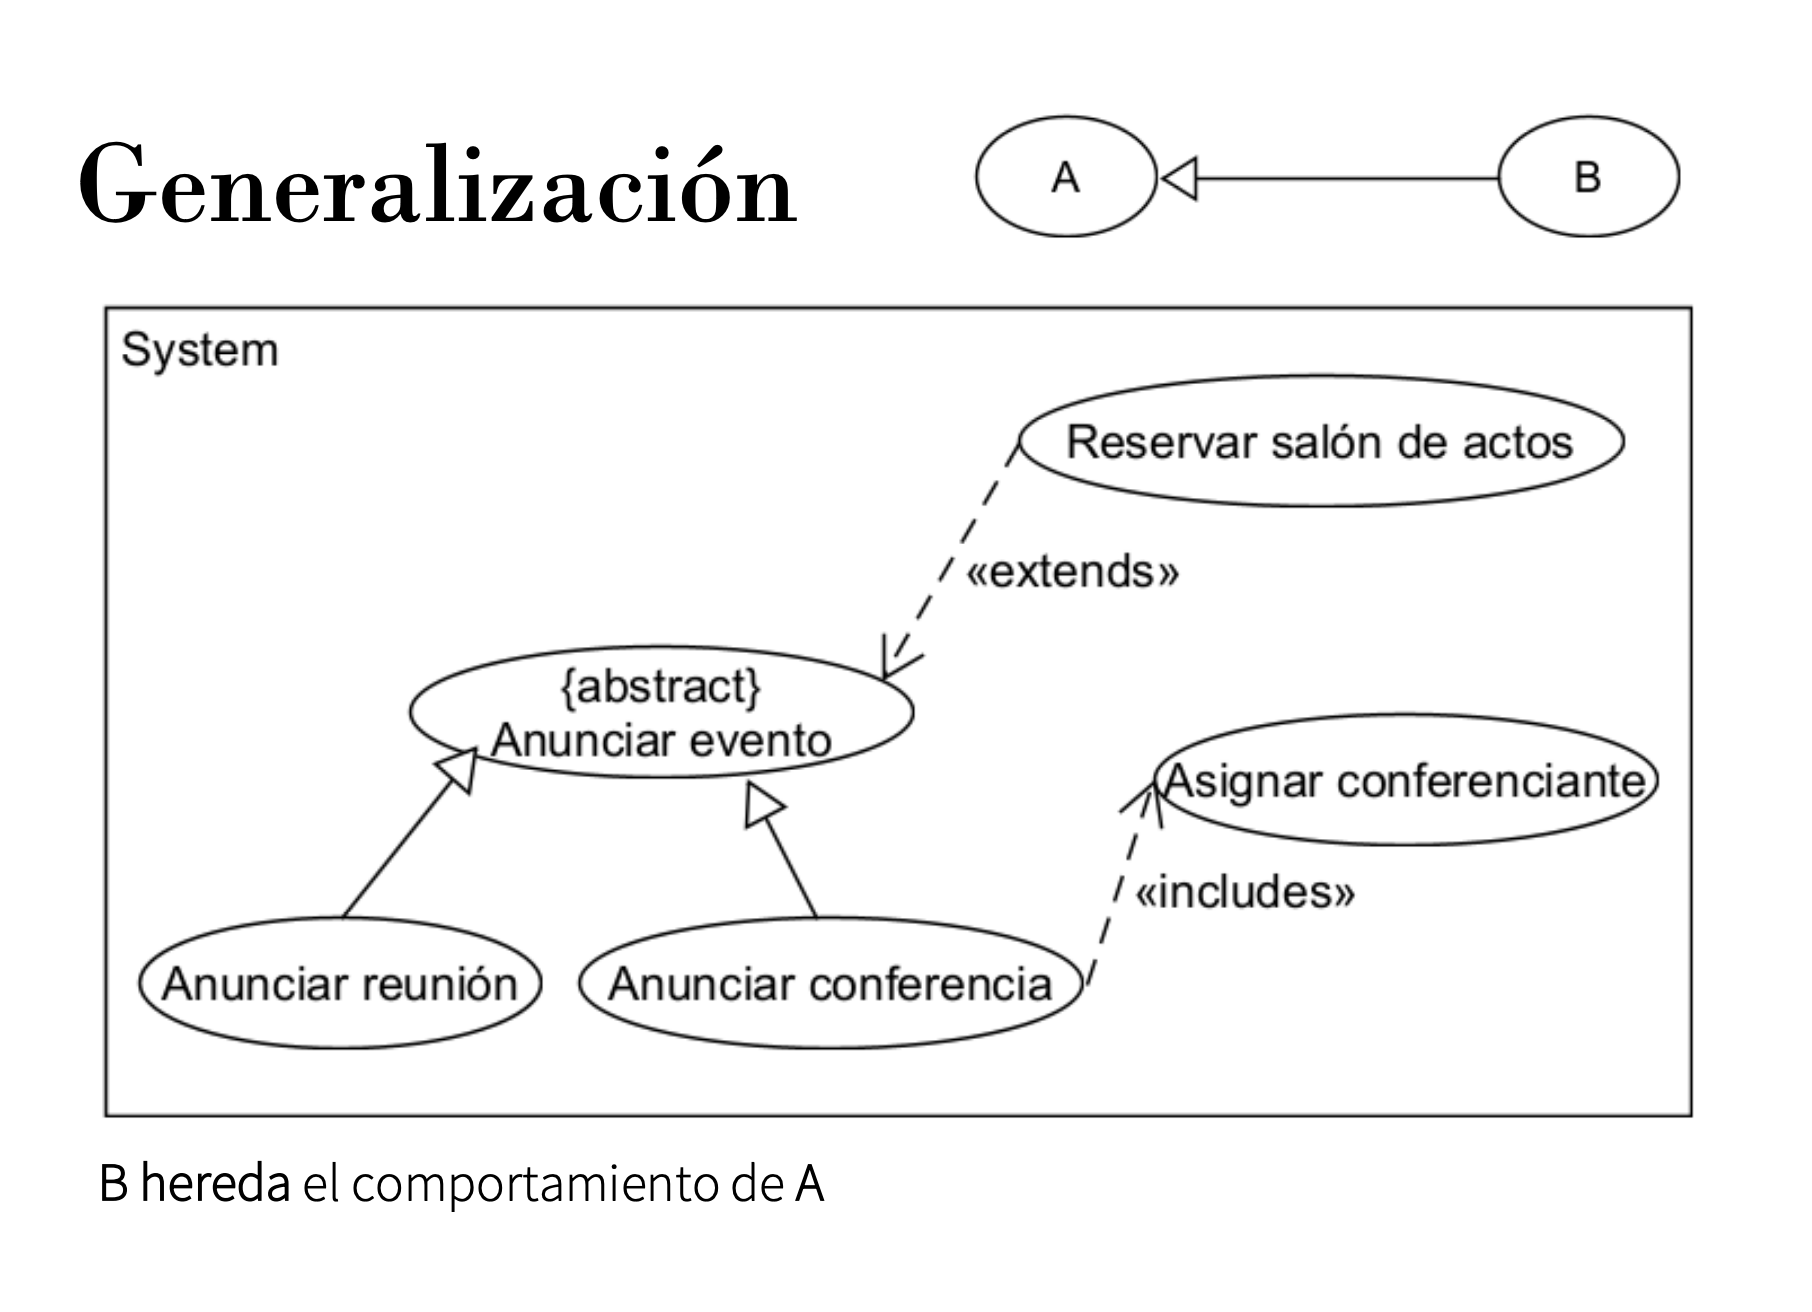 Generalización
A
B
System
Reservar salón de actos
«extends»
{abstract}
Anunciar evento
Asignar conferenciante
«includes»
Anunciar reunión
Anunciar conferencia
B hereda el comportamiento de A